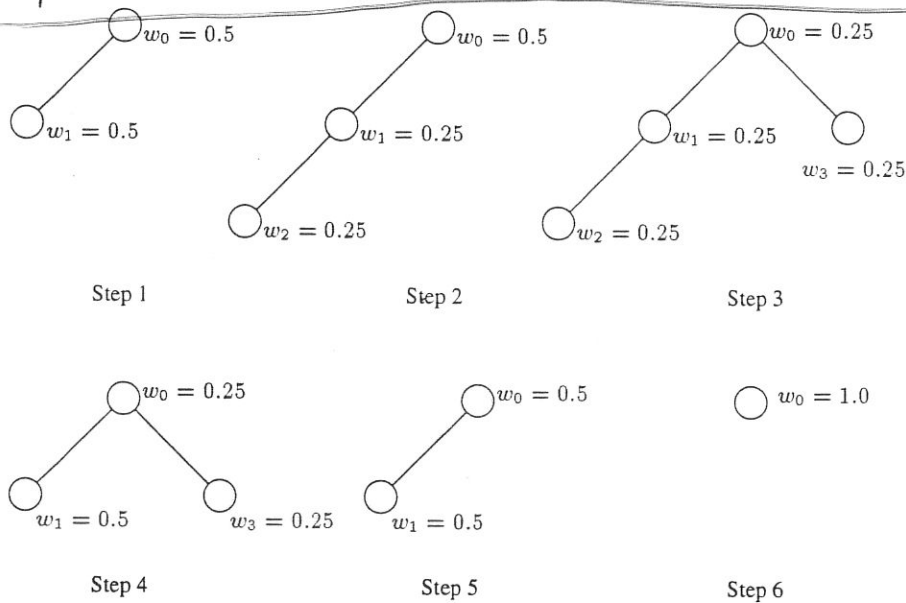 w₀ = 0.5
w₁ = 0.5
w₀ = 0.5
w₁ = 0.25
w₂ = 0.25
w₀ = 0.25
w₁ = 0.25
w₃ = 0.25
w₂ = 0.25
Step 1
Step 2
Step 3
w₀ = 0.25
w₁ = 0.5
w₃ = 0.25
w₀ = 0.5
w₁ = 0.5
w₀ = 1.0
Step 4
Step 5
Step 6